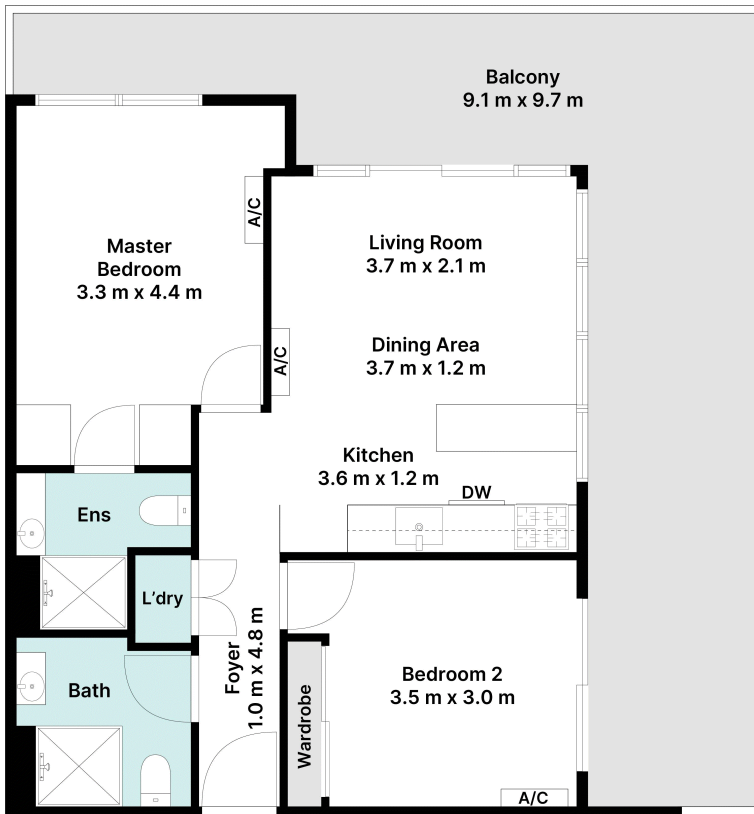 Balcony
9.1 m x 9.7 m
A/C
Master
Bedroom
3.3 m x 4.4 m
Living Room
3.7 m x 2.1 m
A/C
Dining Area
3.7 m x 1.2 m
Kitchen
3.6 m x 1.2 m
DW
Ens
L'dry
Foyer
1.0 m x 4.8 m
Bath
Bedroom 2
3.5 m x 3.0 m
Wardrobe
A/C